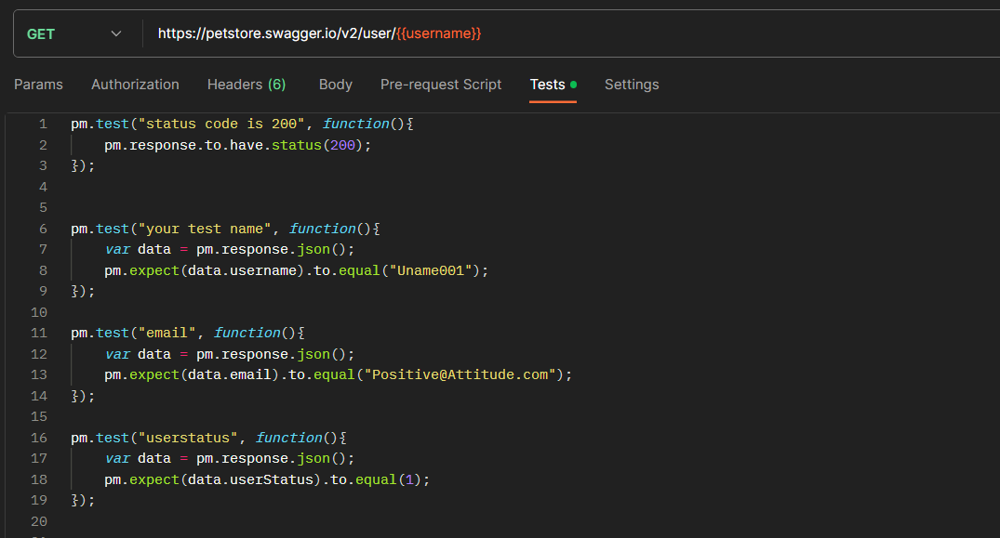 GET https://petstore.swagger.io/v2/user/{{username}}
Params Authorization Headers (6) Body Pre-request Script Tests Settings
1 pm.test("status code is 200", function(){
2 pm.response.to.have.status(200);
3 });
4
5
6 pm.test("your test name", function(){
7 var data = pm.response.json();
8 pm.expect(data.username).to.equal("Uname001");
9 });
10
11 pm.test("email", function(){
12 var data = pm.response.json();
13 pm.expect(data.email).to.equal("Positive@Attitude.com");
14 });
15
16 pm.test("userstatus", function(){
17 var data = pm.response.json();
18 pm.expect(data.userStatus).to.equal(1);
19 });
20